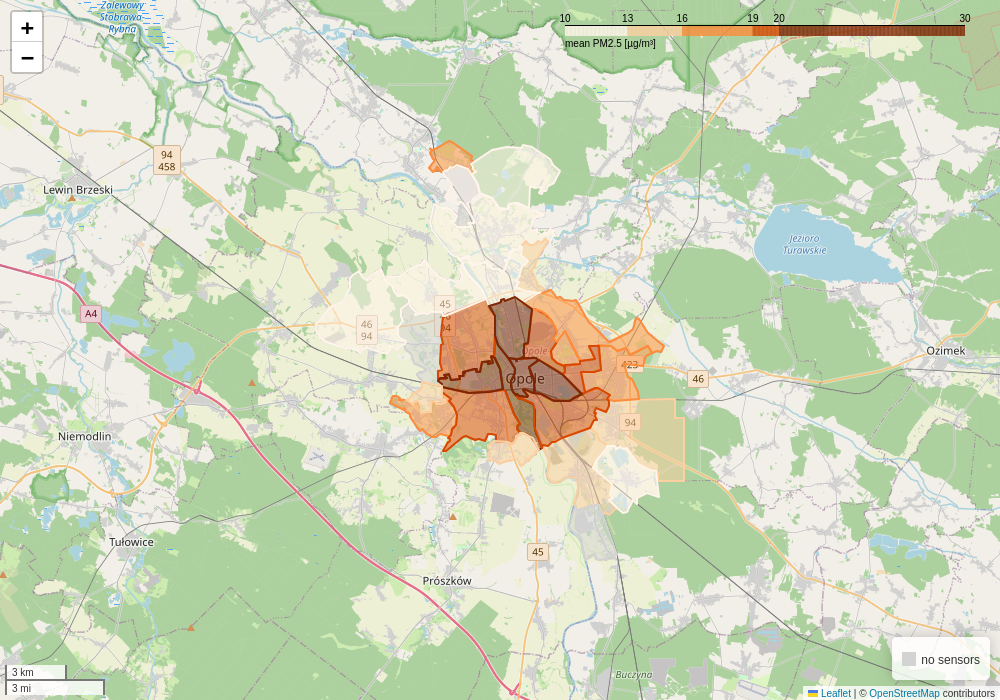 Zalewowy
Stobrawa-
Rybna
+
−
10 13 16 19 20 30
mean PM2.5 [µg/m³]
94
458
Lewin Brzeski
Jezioro
Turawskie
45
A4
46
94
Opole
Ozimek
423
Opole
46
94
Niemodlin
Tułowice
45
Prószków
Buczyna
no sensors
3 km
3 mi
Leaflet | © OpenStreetMap contributors